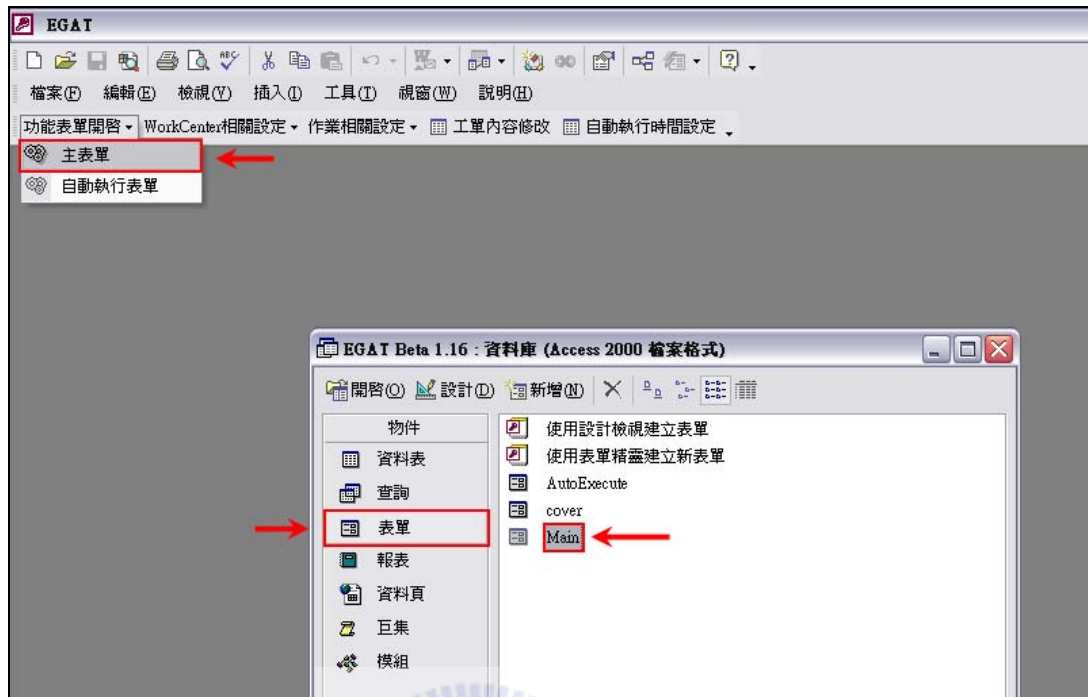 EGAT
檔案(F) 編輯(E) 檢視(V) 插入(I) 工具(T) 視窗(W) 說明(H)
功能表單開啟 WorkCenter相關設定 作業相關設定 工單內容修改 自動執行時間設定
主表單
自動執行表單
EGAT Beta 1.16 : 資料庫 (Access 2000 檔案格式)
開啟(O) 設計(D) 新增(N)
物件
資料表
查詢
表單
報表
資料頁
巨集
模組
使用設計檢視建立表單
使用表單精靈建立新表單
AutoExecute
cover
Main